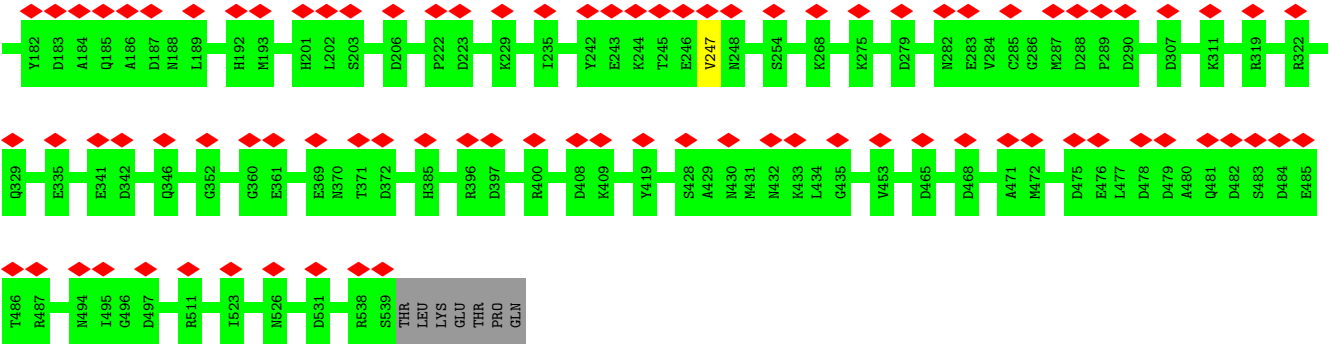 Y182 D183 A184 Q185 A186 D187 N188 L189 H192 M193 H201 L202 S203 D206 P222 D223 K229 I235 Y242 E243 K244 T245 E246 V247 N248 S254 K268 K275 D279 N282 E283 V284 C285 G286 M287 D288 P289 D290 D307 K311 R319 R322
Q329 E335 E341 D342 Q346 G352 G360 E361 E369 N370 T371 D372 H385 R396 D397 R400 D408 K409 Y419 S428 A429 N430 M431 N432 K433 L434 G435 V453 D465 D468 A471 M472 D475 E476 L477 D478 D479 A480 Q481 D482 S483 D484 E485
T486 R487 N494 I495 G496 D497 R511 I523 N526 D531 R538 S539 THR LEU LYS GLU THR PRO GLN